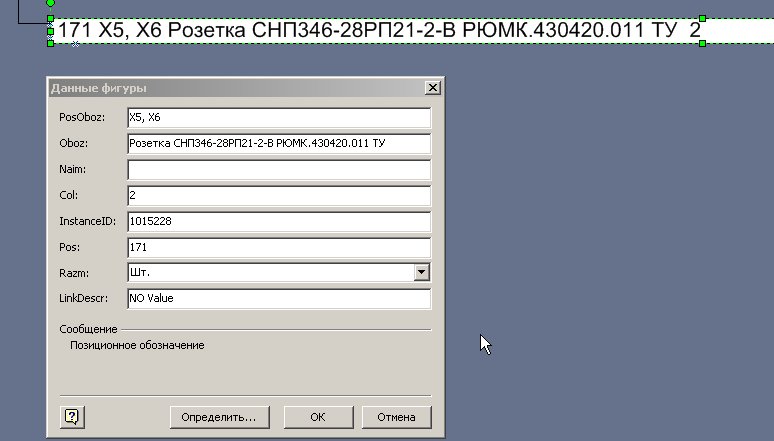 171 X5, X6 Розетка СНП346-28РП21-2-В РЮМК.430420.011 ТУ 2
Данные фигуры
PosOboz: X5, X6
Oboz: Розетка СНП346-28РП21-2-В РЮМК.430420.011 ТУ
Naim:
Col: 2
InstanceID: 1015228
Pos: 171
Razm: Шт.
LinkDescr: NO Value
Сообщение
Позиционное обозначение
? Определить... OK Отмена